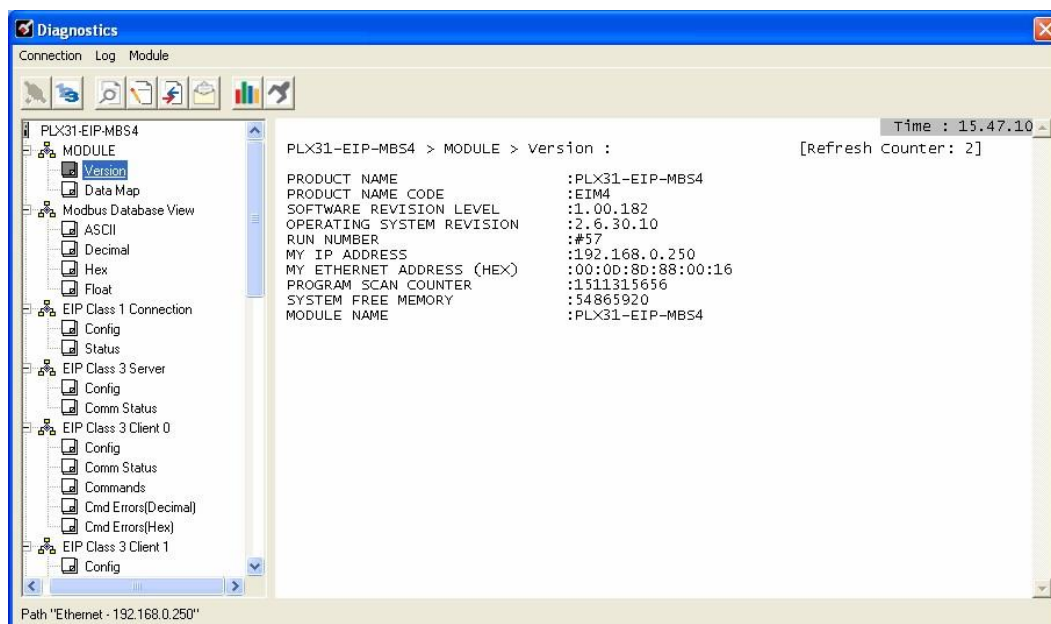 Diagnostics
Connection Log Module
PLX31-EIP-MBS4
MODULE
Version
Data Map
Modbus Database View
ASCII
Decimal
Hex
Float
EIP Class 1 Connection
Config
Status
EIP Class 3 Server
Config
Comm Status
EIP Class 3 Client 0
Config
Comm Status
Commands
Cmd Errors(Decimal)
Cmd Errors(Hex)
EIP Class 3 Client 1
Config
Time : 15.47.10
PLX31-EIP-MBS4 > MODULE > Version : [Refresh Counter: 2]
PRODUCT NAME :PLX31-EIP-MBS4
PRODUCT NAME CODE :EIM4
SOFTWARE REVISION LEVEL :1.00.182
OPERATING SYSTEM REVISION :2.6.30.10
RUN NUMBER :#57
MY IP ADDRESS :192.168.0.250
MY ETHERNET ADDRESS (HEX) :00:0D:8D:88:00:16
PROGRAM SCAN COUNTER :1511315656
SYSTEM FREE MEMORY :54865920
MODULE NAME :PLX31-EIP-MBS4
Path "Ethernet - 192.168.0.250"